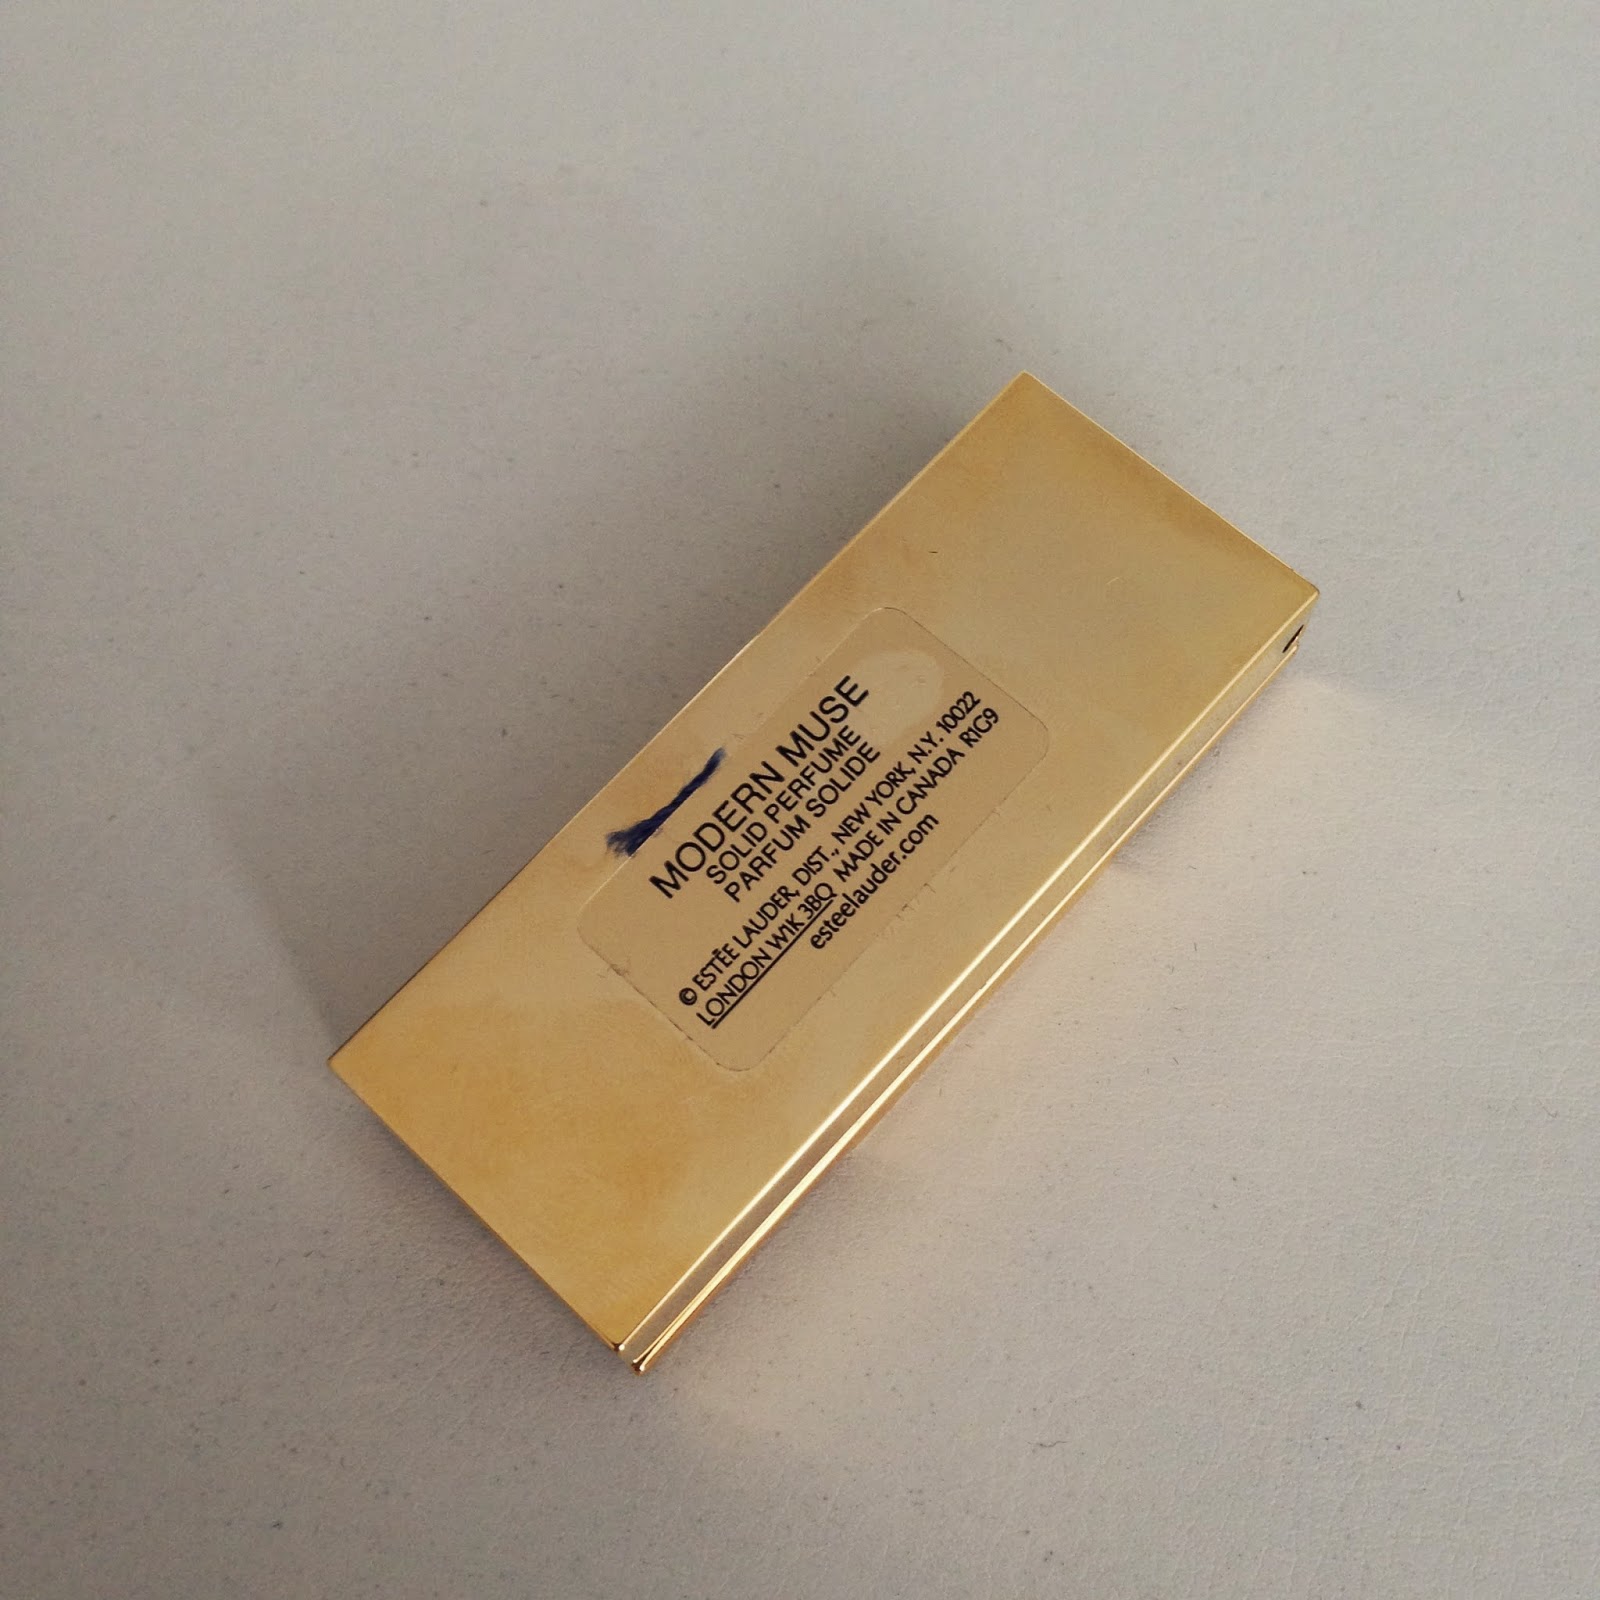 MODERN MUSE
SOLID PERFUME
PARFUM SOLIDE
© ESTĒE LAUDER, DIST., NEW YORK, N.Y. 10022
LONDON W1K 3BQ MADE IN CANADA R1G9
esteelauder.com